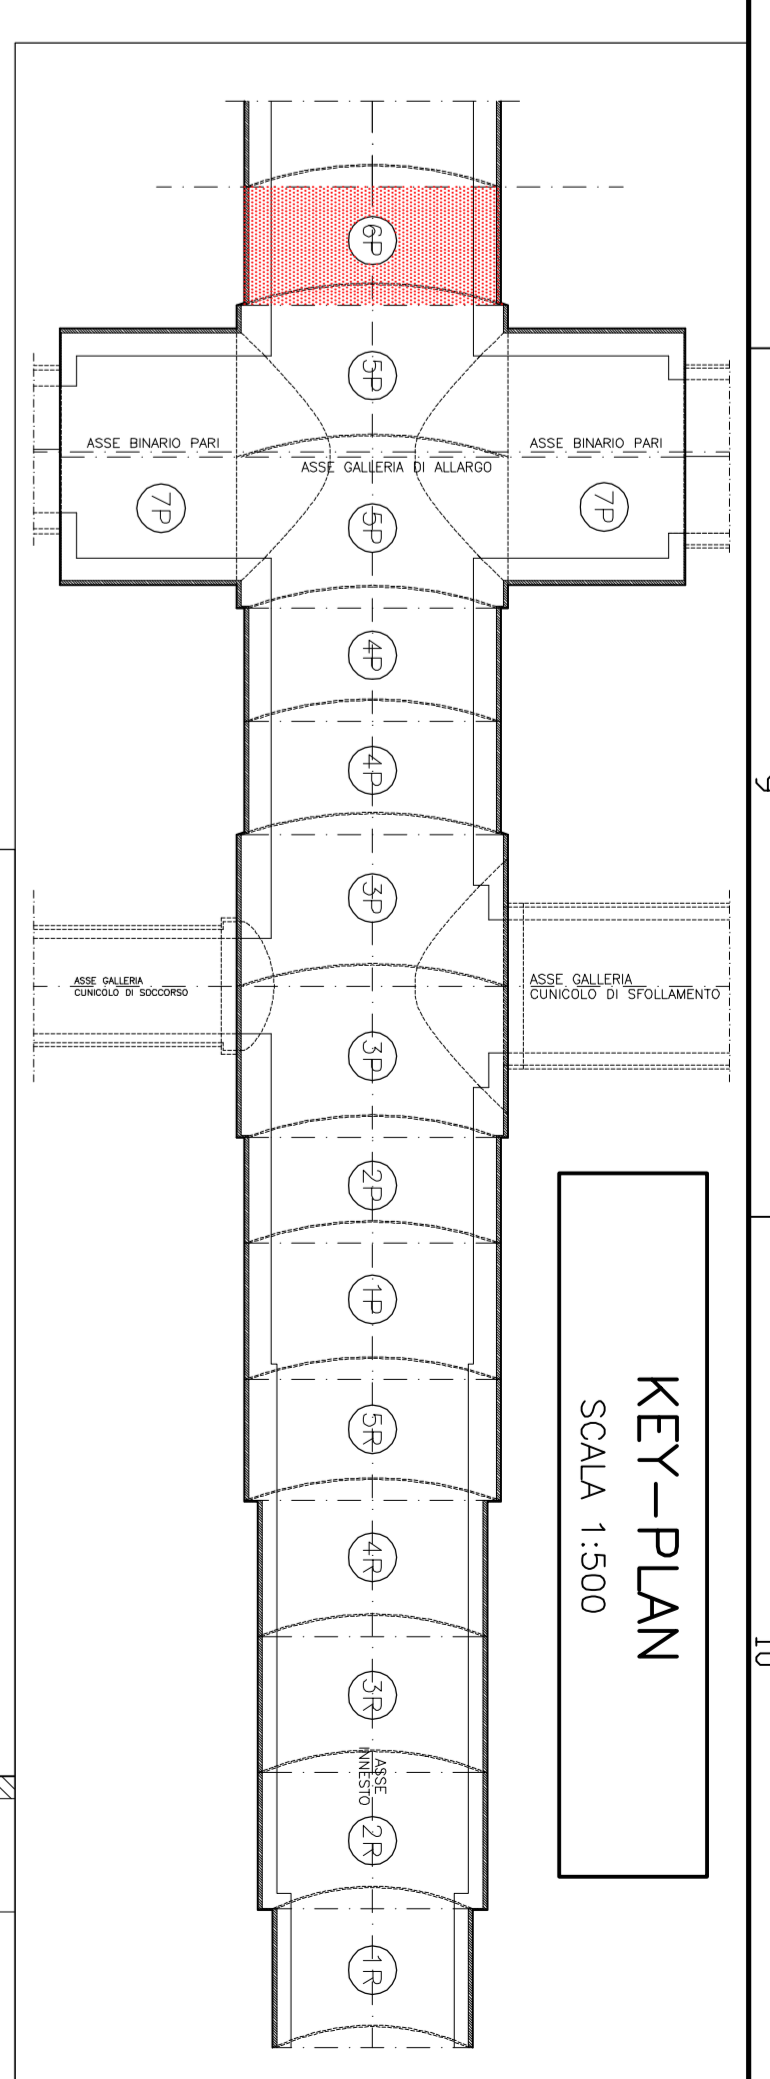 6P
5P
ASSE BINARIO PARI
ASSE BINARIO PARI
ASSE GALLERIA DI ALLARGO
7P
7P
5P
4P
4P
9
3P
ASSE GALLERIA
CUNICOLO DI SOCCORSO
ASSE GALLERIA
CUNICOLO DI SFOLLAMENTO
3P
2P
1P
KEY-PLAN
SCALA 1:500
5R
4R
10
3R
ASSE
INNESTO
2R
1R